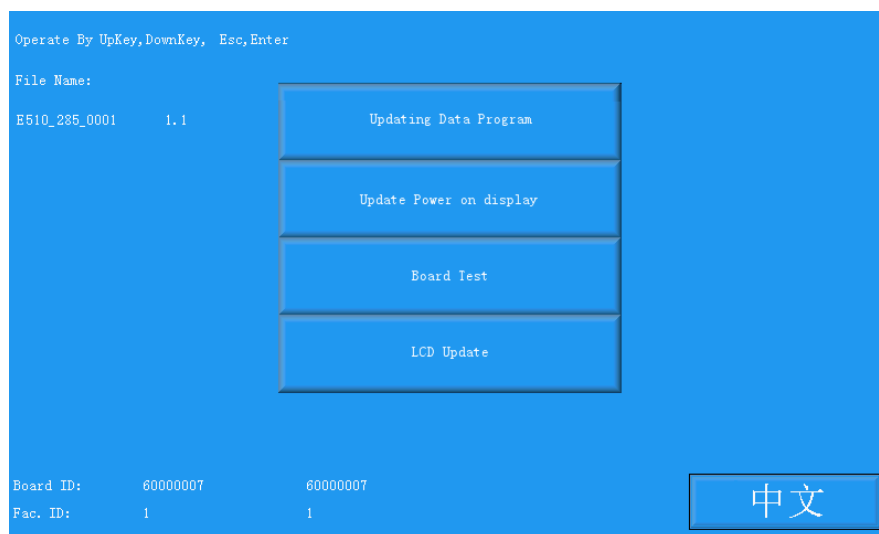 Operate By UpKey,DownKey, Esc,Enter
File Name:
E510_285_0001 1.1
Updating Data Program
Update Power on display
Board Test
LCD Update
Board ID: 60000007 60000007
Fac. ID: 1 1
中文